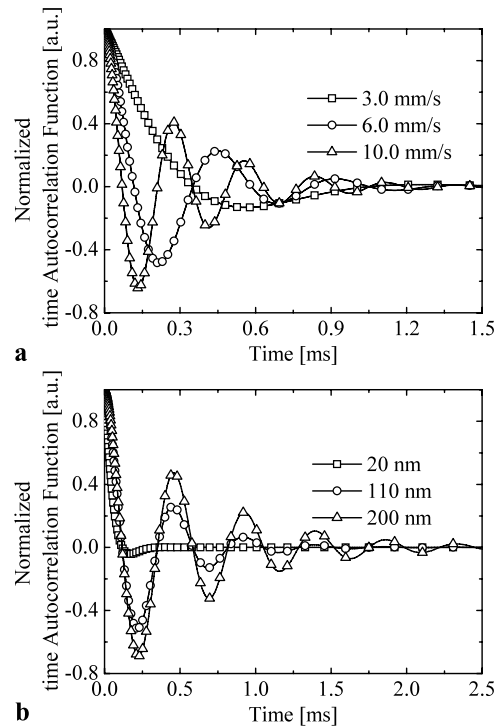 0.8
0.4
0.0
-0.4
-0.8
Normalized
time Autocorrelation Function [a.u.]
3.0 mm/s
6.0 mm/s
10.0 mm/s
0.0 0.3 0.6 0.9 1.2 1.5
Time [ms]
a
0.8
0.4
0.0
-0.4
-0.8
Normalized
time Autocorrelation Function [a.u.]
20 nm
110 nm
200 nm
0.0 0.5 1.0 1.5 2.0 2.5
Time [ms]
b